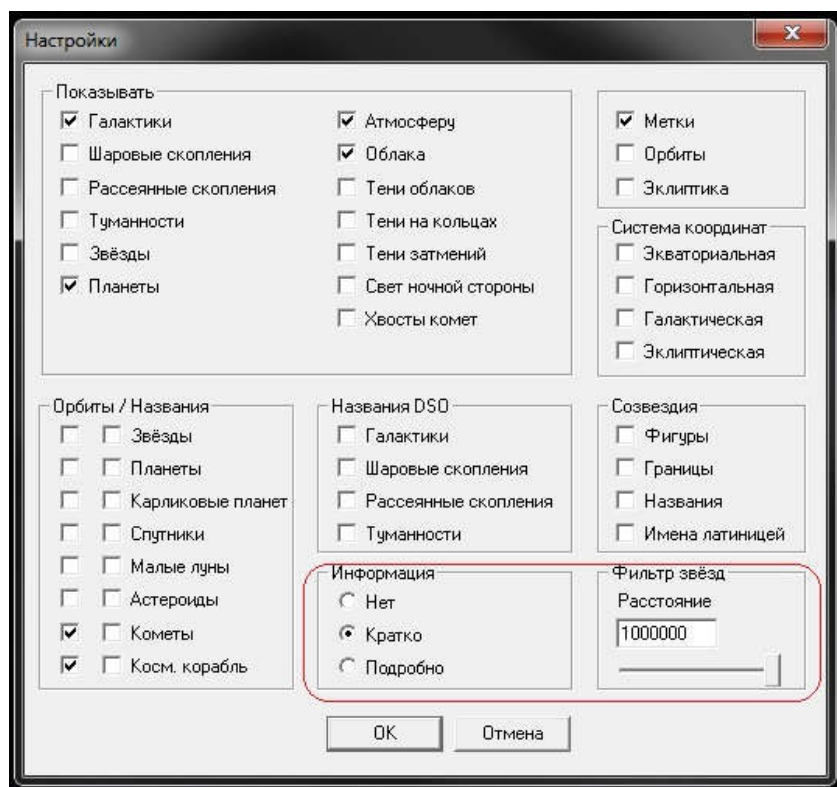 Настройки
Показывать
Галактики
Шаровые скопления
Рассеянные скопления
Туманности
Звёзды
Планеты
Атмосферу
Облака
Тени облаков
Тени на кольцах
Тени затмений
Свет ночной стороны
Хвосты комет
Метки
Орбиты
Эклиптика
Система координат
Экваториальная
Горизонтальная
Галактическая
Эклиптическая
Орбиты / Названия
Звёзды
Планеты
Карликовые планет
Спутники
Малые луны
Астероиды
Кометы
Косм. корабль
Названия DSO
Галактики
Шаровые скопления
Рассеянные скопления
Туманности
Созвездия
Фигуры
Границы
Названия
Имена латиницей
Информация
Нет
Кратко
Подробно
Фильтр звёзд
Расстояние
1000000
OK
Отмена